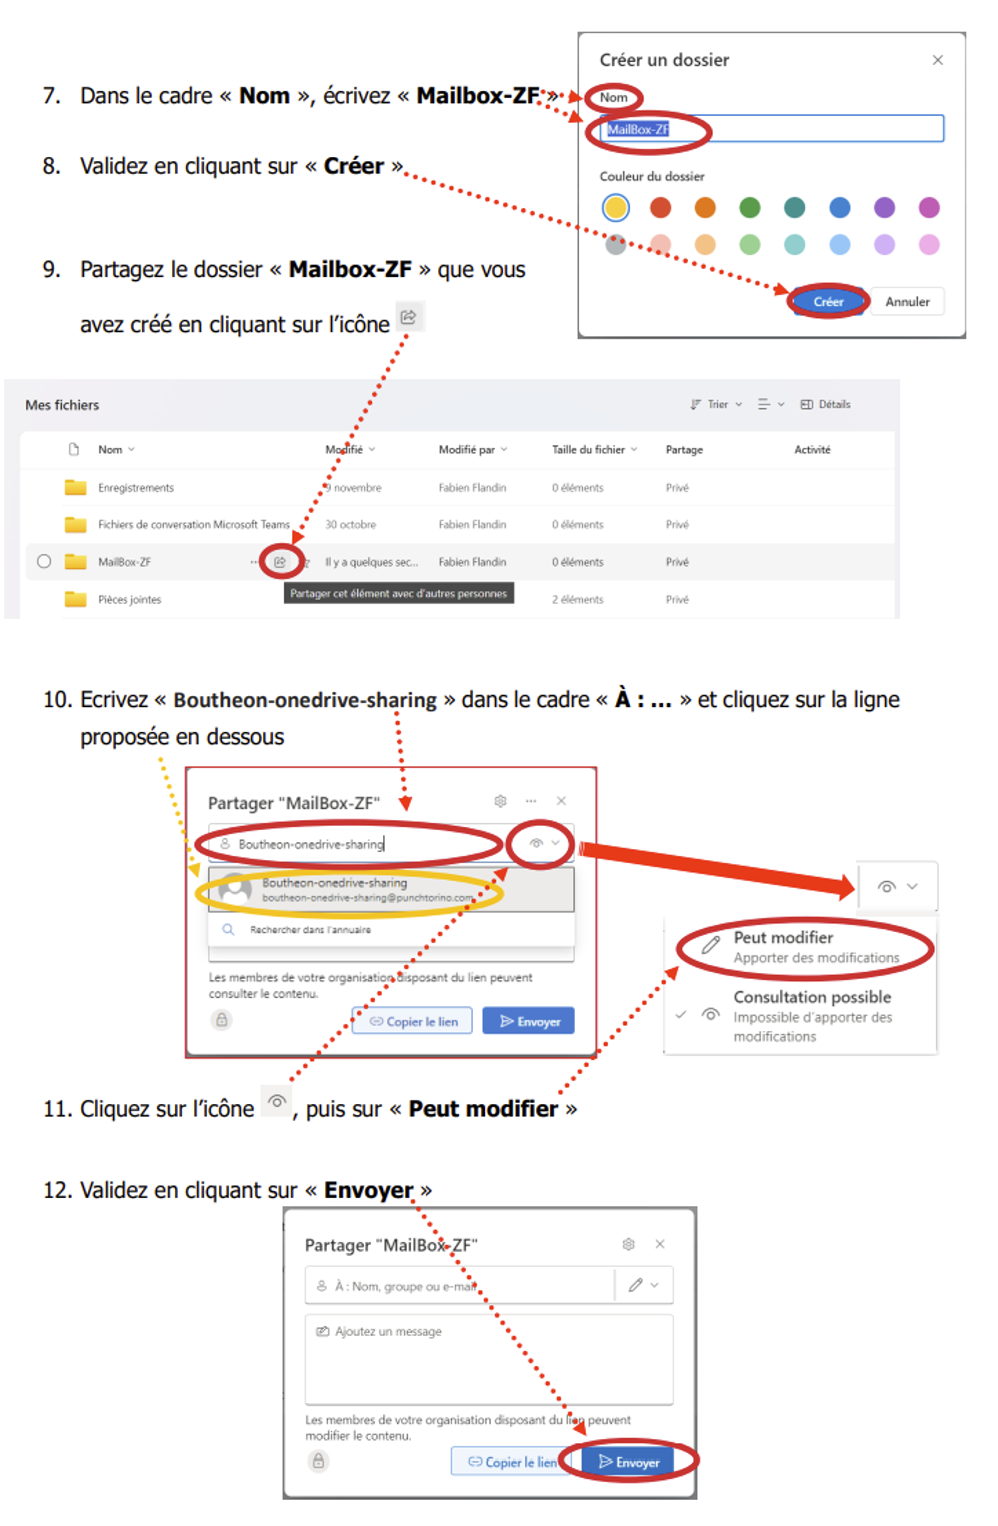 7. Dans le cadre « Nom », écrivez « Mailbox-ZF »
8. Validez en cliquant sur « Créer »
9. Partagez le dossier « Mailbox-ZF » que vous
avez créé en cliquant sur l’icône
Créer un dossier
Nom
MailBox-ZF
Couleur du dossier
Créer Annuler
Mes fichiers Trier Détails
Nom Modifié Modifié par Taille du fichier Partage Activité
Enregistrements 9 novembre Fabien Flandin 0 éléments Privé
Fichiers de conversation Microsoft Teams 30 octobre Fabien Flandin 0 éléments Privé
MailBox-ZF ... Il y a quelques sec... Fabien Flandin 0 éléments Privé
Partager cet élément avec d'autres personnes
Pièces jointes 2 éléments Privé
10. Ecrivez « Boutheon-onedrive-sharing » dans le cadre « À : ... » et cliquez sur la ligne
proposée en dessous
Partager "MailBox-ZF" ...
Boutheon-onedrive-sharing
Boutheon-onedrive-sharing
boutheon-onedrive-sharing@punchtorino.com
Rechercher dans l'annuaire
Les membres de votre organisation disposant du lien peuvent
consulter le contenu.
Copier le lien Envoyer
Peut modifier
Apporter des modifications
Consultation possible
Impossible d'apporter des
modifications
11. Cliquez sur l’icône , puis sur « Peut modifier »
12. Validez en cliquant sur « Envoyer »
Partager "MailBox-ZF"
À : Nom, groupe ou e-mail
Ajoutez un message
Les membres de votre organisation disposant du lien peuvent
modifier le contenu.
Copier le lien Envoyer